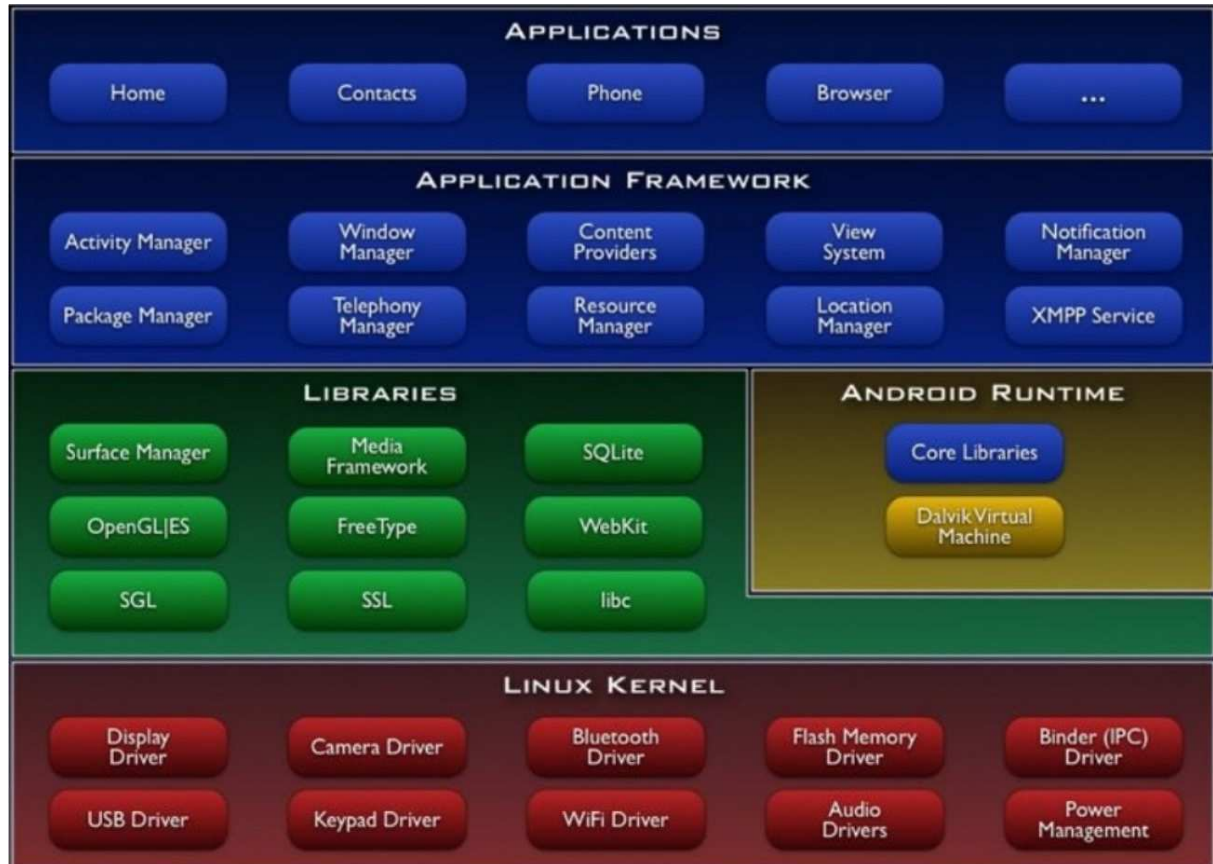 APPLICATIONS
Home
Contacts
Phone
Browser
...
APPLICATION FRAMEWORK
Activity Manager
Window
Manager
Content
Providers
View
System
Notification
Manager
Package Manager
Telephony
Manager
Resource
Manager
Location
Manager
XMPP Service
LIBRARIES
Surface Manager
Media
Framework
SQLite
OpenGL|ES
FreeType
WebKit
SGL
SSL
libc
ANDROID RUNTIME
Core Libraries
Dalvik Virtual
Machine
LINUX KERNEL
Display
Driver
Camera Driver
Bluetooth
Driver
Flash Memory
Driver
Binder (IPC)
Driver
USB Driver
Keypad Driver
WiFi Driver
Audio
Drivers
Power
Management